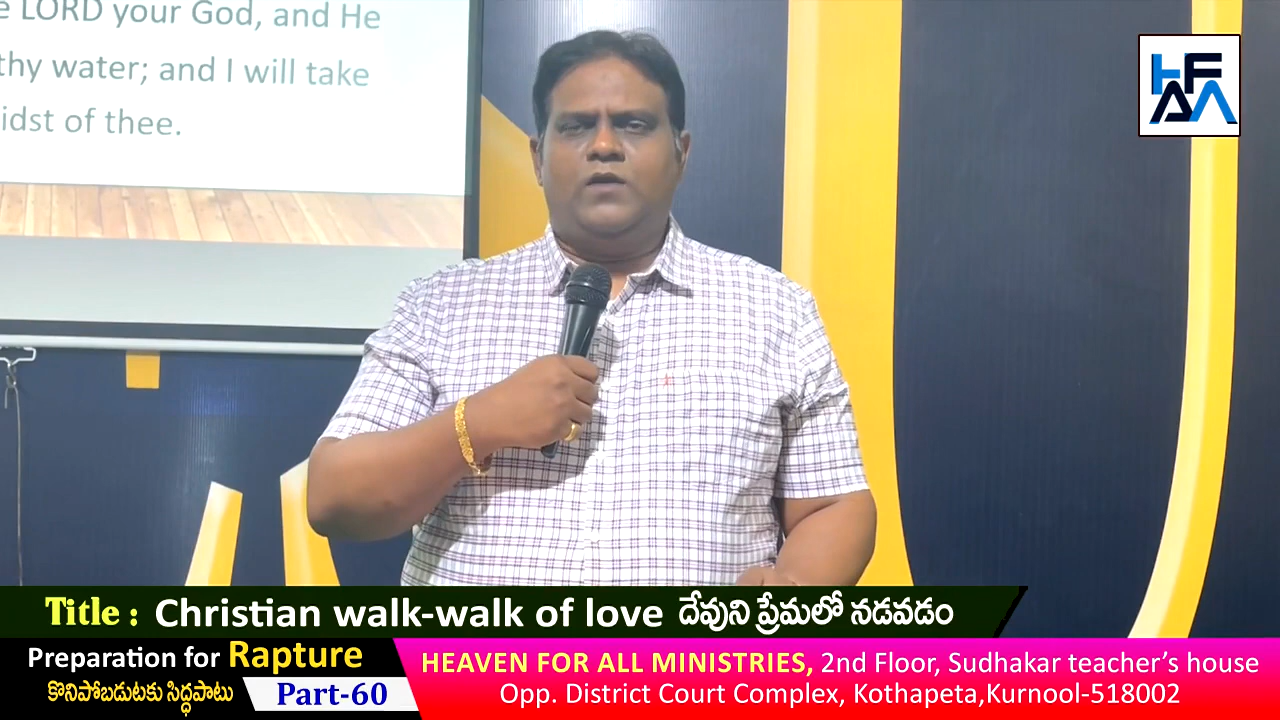 LORD your God, and He
thy water; and I will take
idst of thee.
HFAM
Title : Christian walk-walk of love దేవుని ప్రేమలో నడవడం
Preparation for Rapture
కొనిపోబడుటకు సిద్ధపాటు
Part-60
HEAVEN FOR ALL MINISTRIES, 2nd Floor, Sudhakar teacher’s house
Opp. District Court Complex, Kothapeta,Kurnool-518002